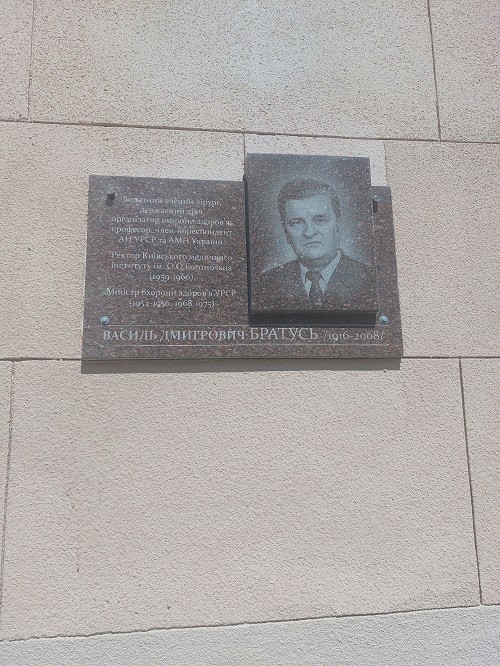 Видатний вчений-хірург,
Державний діяч,
організатор охорони здоров'я,
професор, член-кореспондент
АН УРСР та АМН України
Ректор Київського медичного
інституту ім. О.О.Богомольця
(1959-1966),
Міністр охорони здоров'я УРСР
(1954-1956, 1968-1975)
ВАСИЛЬ ДМИТРОВИЧ БРАТУСЬ /1916-2008/